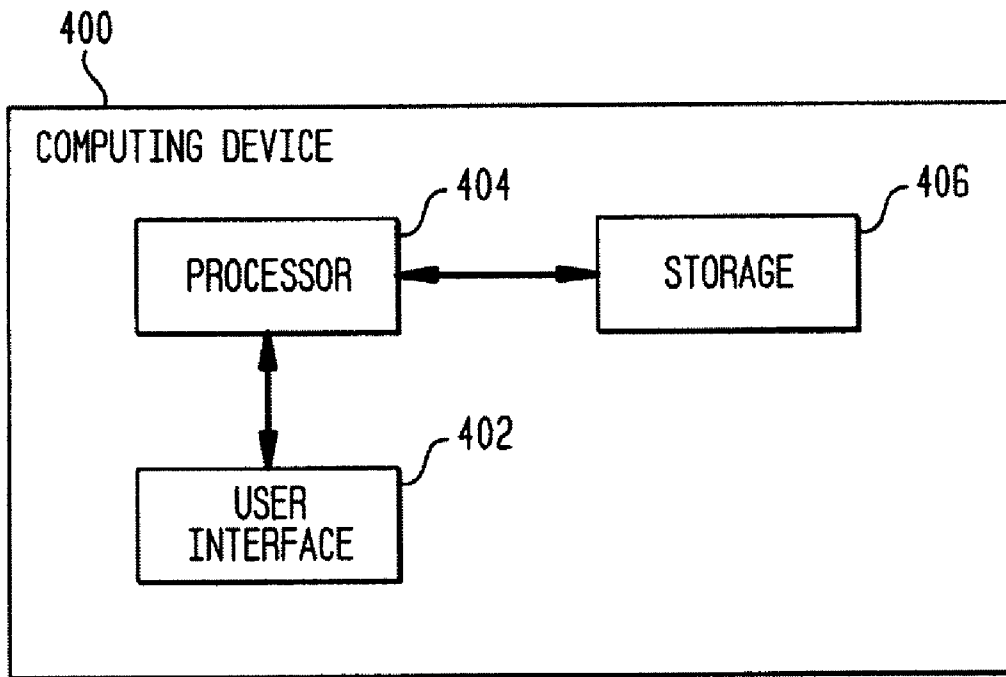 400
COMPUTING DEVICE
404
406
PROCESSOR
STORAGE
402
USER
INTERFACE